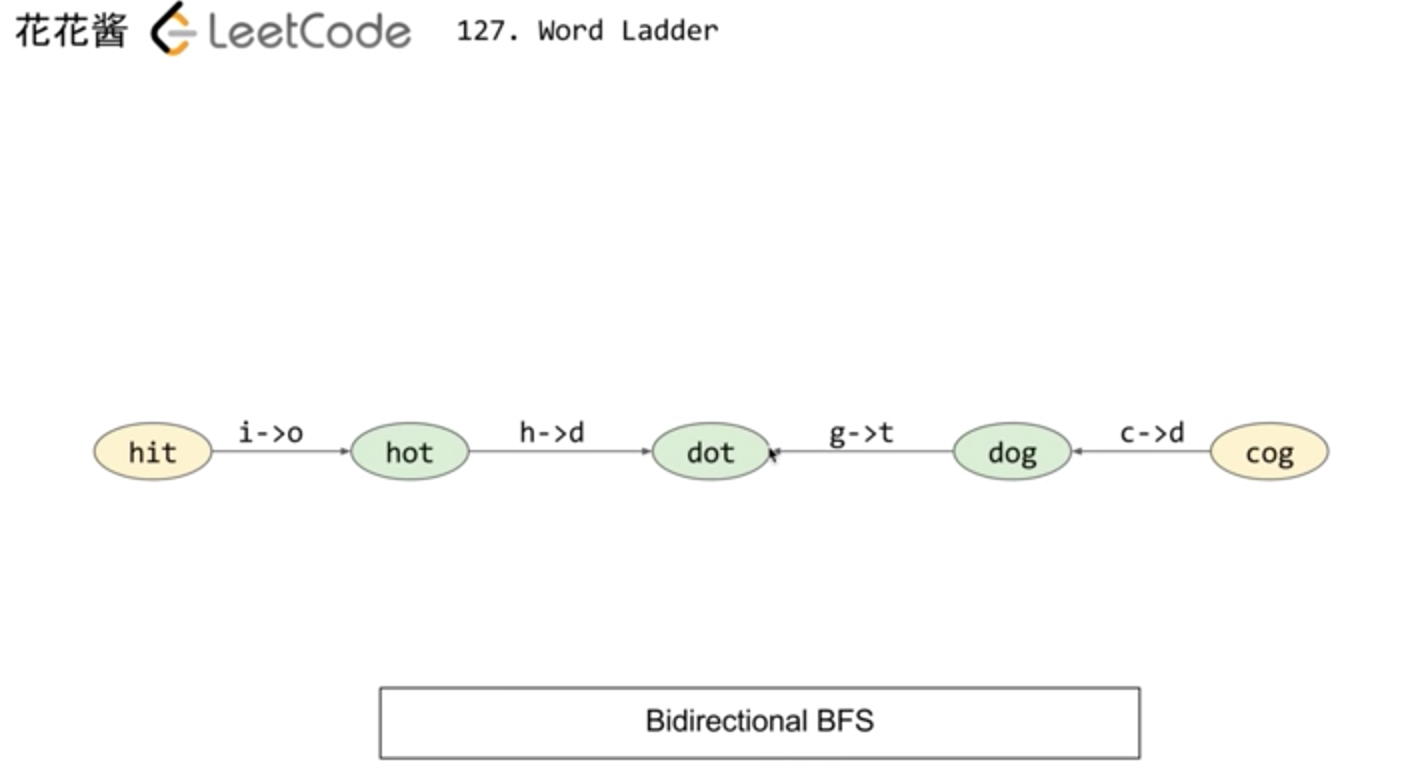 花花酱 LeetCode 127. Word Ladder
i->o h->d g->t c->d
hit hot dot dog cog
Bidirectional BFS